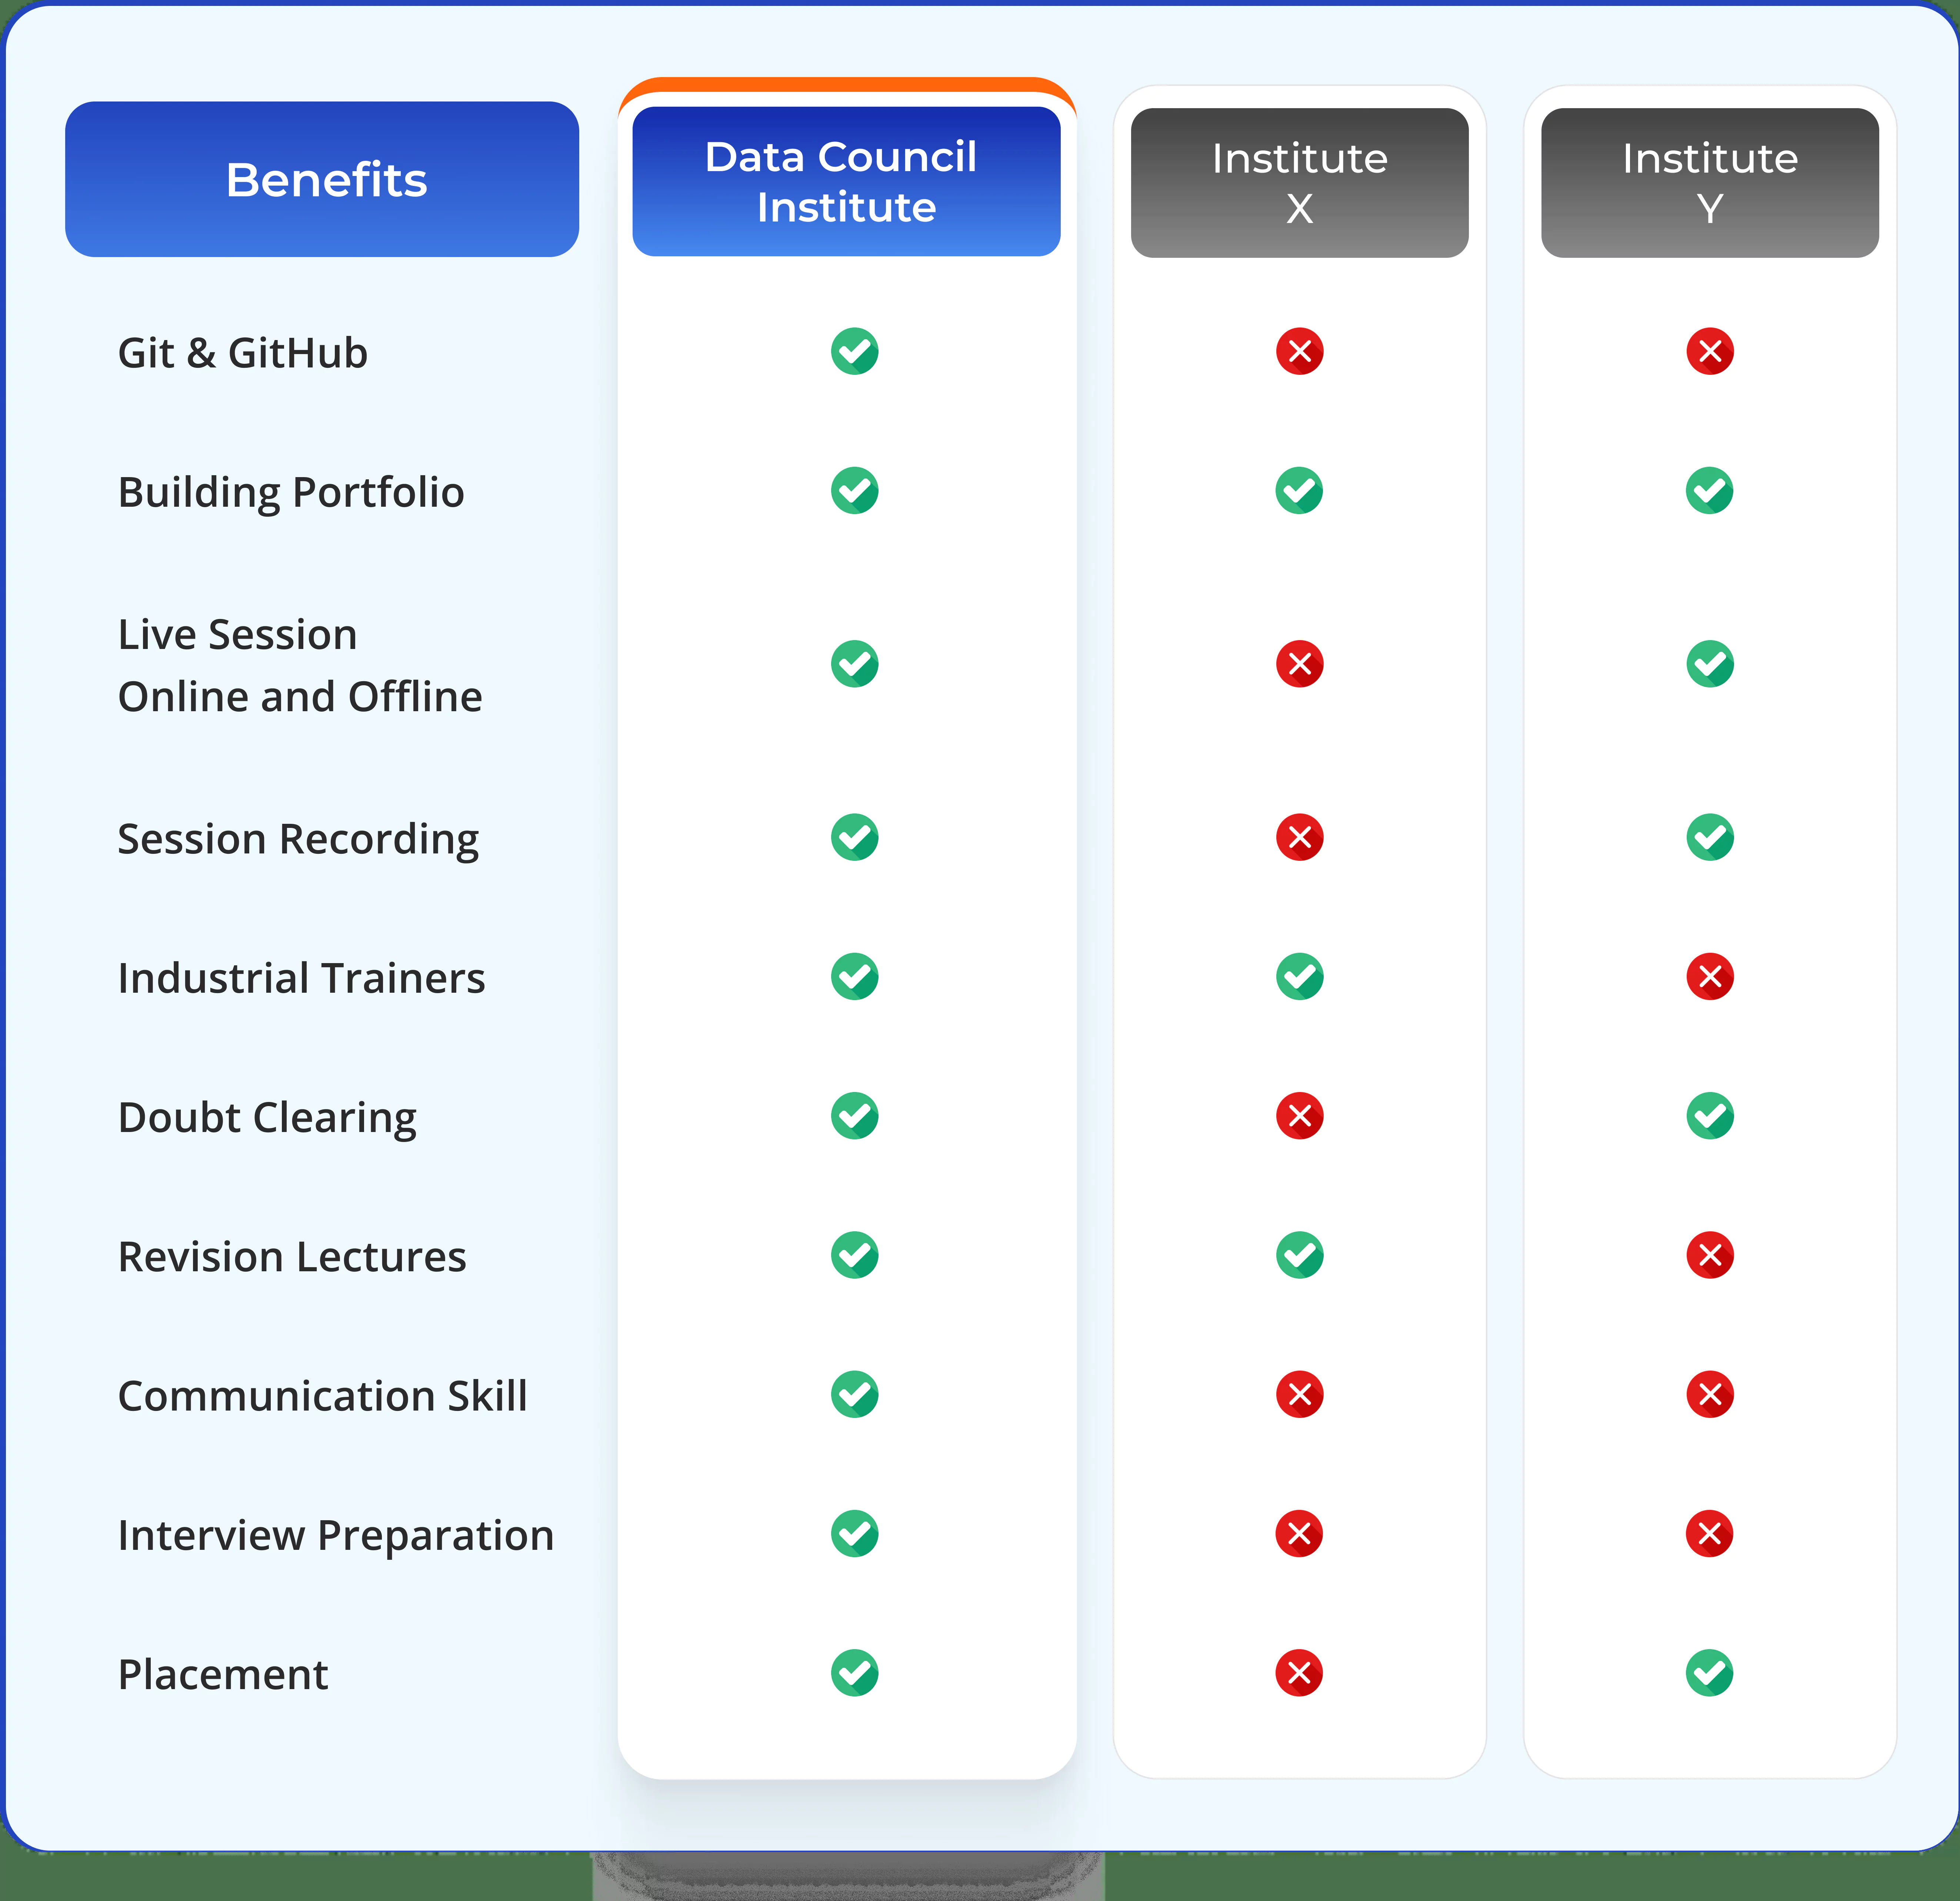 Benefits
Data Council
Institute
Institute
X
Institute
Y
Git & GitHub
Building Portfolio
Live Session
Online and Offline
Session Recording
Industrial Trainers
Doubt Clearing
Revision Lectures
Communication Skill
Interview Preparation
Placement